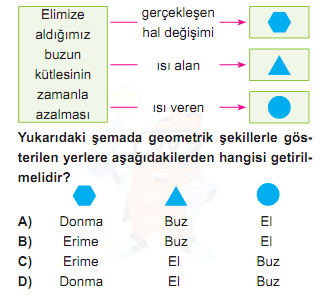 Elimize
aldığımız
buzun
kütlesinin
zamanla
azalması
gerçekleşen
hal değişimi
ısı alan
ısı veren
Yukarıdaki şemada geometrik şekillerle gös-
terilen yerlere aşağıdakilerden hangisi getiril-
melidir?
A) Donma Buz El
B) Erime Buz El
C) Erime El Buz
D) Donma El Buz